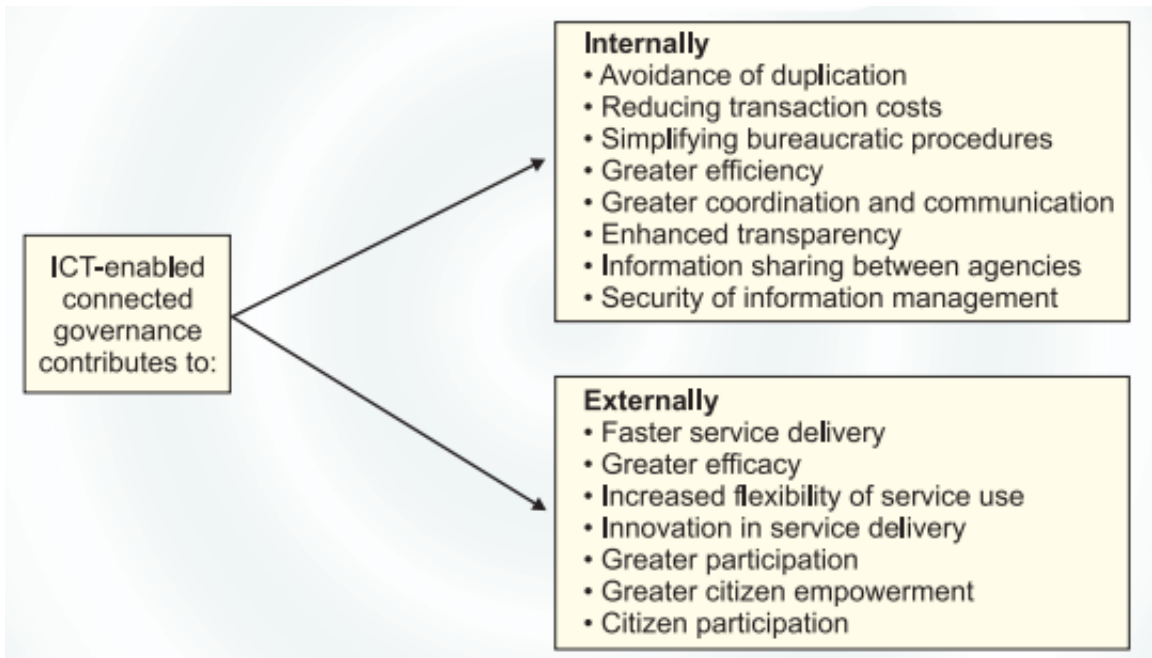 ICT-enabled
connected
governance
contributes to:
Internally
• Avoidance of duplication
• Reducing transaction costs
• Simplifying bureaucratic procedures
• Greater efficiency
• Greater coordination and communication
• Enhanced transparency
• Information sharing between agencies
• Security of information management
Externally
• Faster service delivery
• Greater efficacy
• Increased flexibility of service use
• Innovation in service delivery
• Greater participation
• Greater citizen empowerment
• Citizen participation